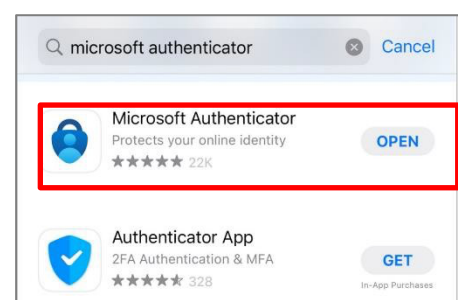 microsoft authenticator
Cancel
Microsoft Authenticator
Protects your online identity
22K
OPEN
Authenticator App
2FA Authentication & MFA
328
GET
In-App Purchases